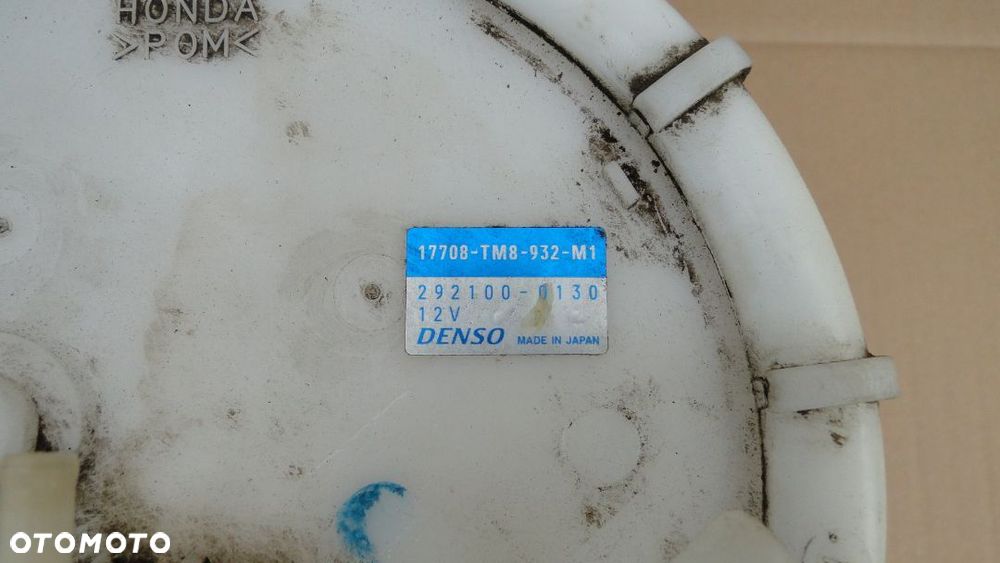 HONDA
>POM<
17708-TM8-932-M1
292100-0130
12V
DENSO MADE IN JAPAN
OTOMOTO